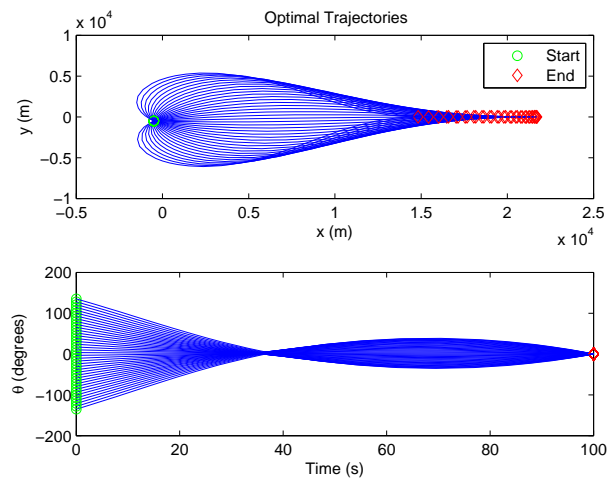 Optimal Trajectories
x 10^4
1
0.5
0
-0.5
-1
y (m)
Start
End
-0.5 0 0.5 1 1.5 2 2.5
x (m)
x 10^4
200
100
0
-100
-200
θ (degrees)
0 20 40 60 80 100
Time (s)